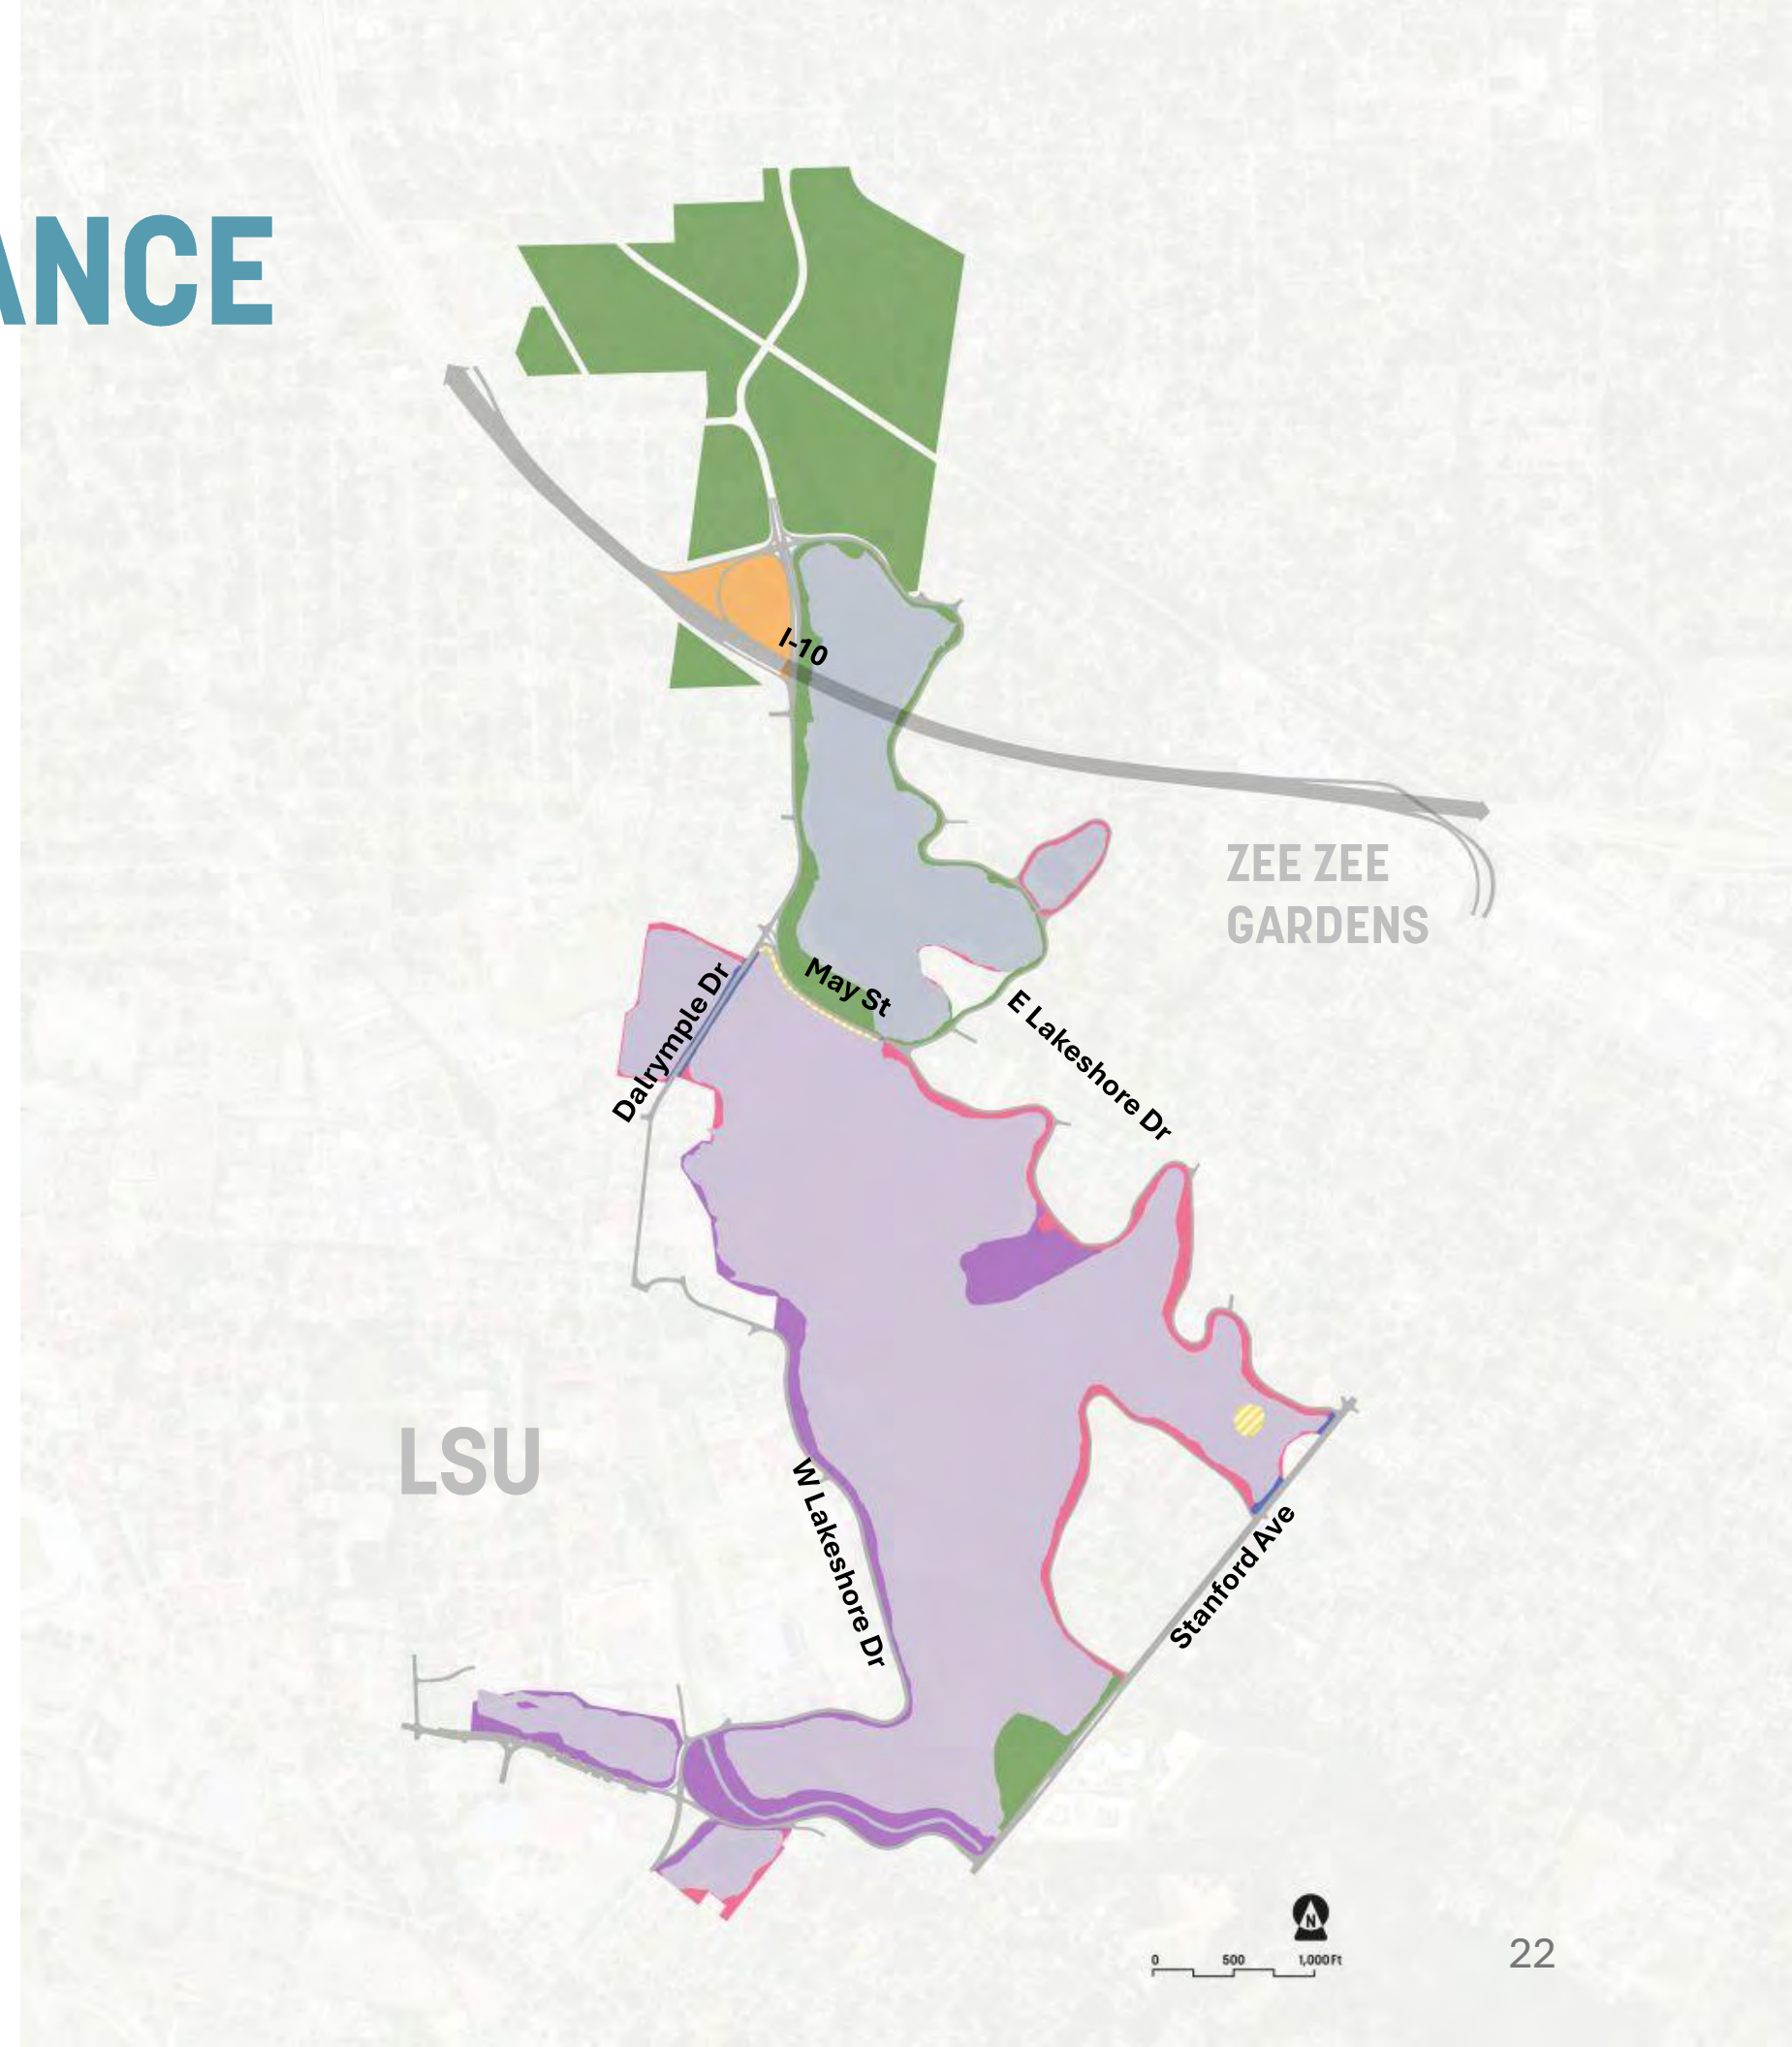 ANCE
I-10
ZEE ZEE
GARDENS
Dalrymple Dr
May St
E Lakeshore Dr
LSU
W Lakeshore Dr
Stanford Ave
N
0 500 1,000 Ft
22